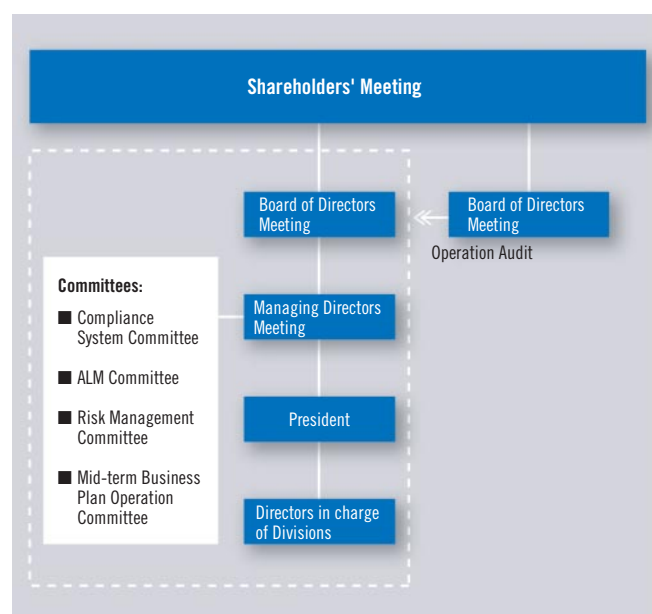 Shareholders' Meeting
Board of Directors
Meeting
Board of Directors
Meeting
Operation Audit
Committees:
■ Compliance
System Committee
■ ALM Committee
■ Risk Management
Committee
■ Mid-term Business
Plan Operation
Committee
Managing Directors
Meeting
President
Directors in charge
of Divisions